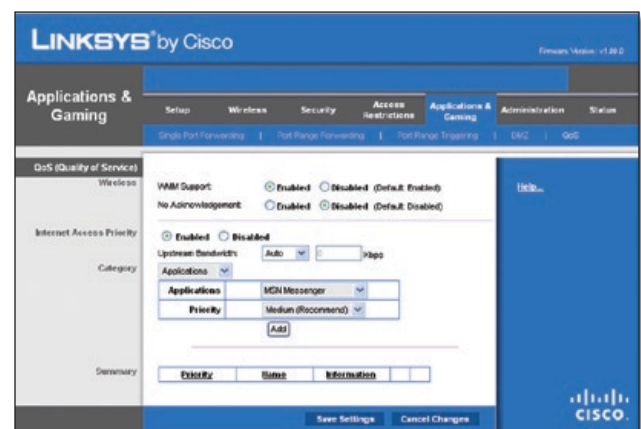 LINKSYS® by Cisco
Firmware Version: v1.00.0
Applications & Gaming
Setup Wireless Security Access Restrictions Applications & Gaming Administration Status
Single Port Forwarding | Port Range Forwarding | Port Range Triggering | DMZ | QoS
QoS (Quality of Service)
Wireless
WMM Support: Enabled Disabled (Default: Enabled)
No Acknowledgement: Enabled Disabled (Default: Disabled)
Help...
Internet Access Priority
Enabled Disabled
Upstream Bandwidth: Auto 0 Kbps
Category
Applications
Applications MSN Messenger
Priority Medium (Recommend)
Add
Summary
Priority Name Information
Save Settings Cancel Changes
CISCO.